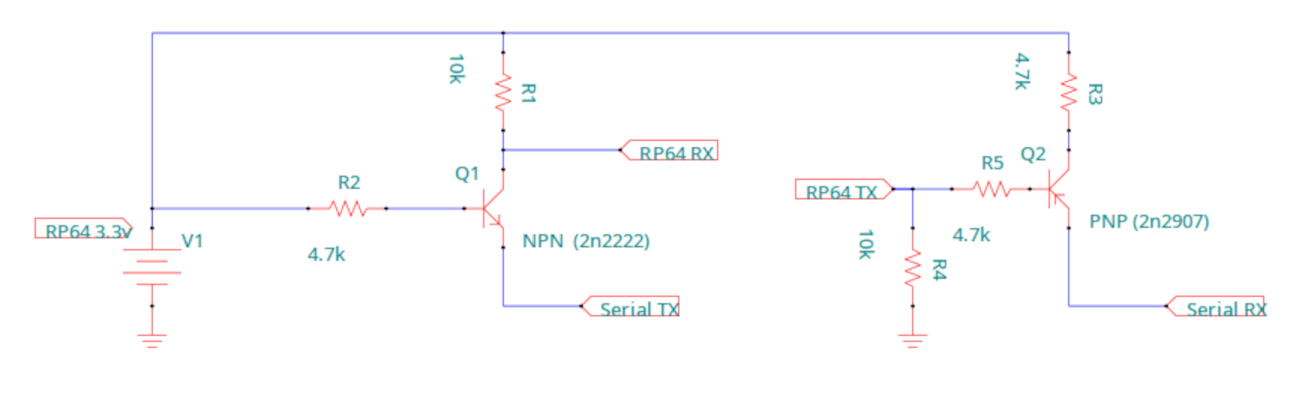 10k
R1
4.7k
R3
RP64 RX
Q1
R2
Q2
R5
RP64 TX
RP64 3.3v
V1
4.7k
NPN (2n2222)
PNP (2n2907)
10k
R4
4.7k
Serial TX
Serial RX